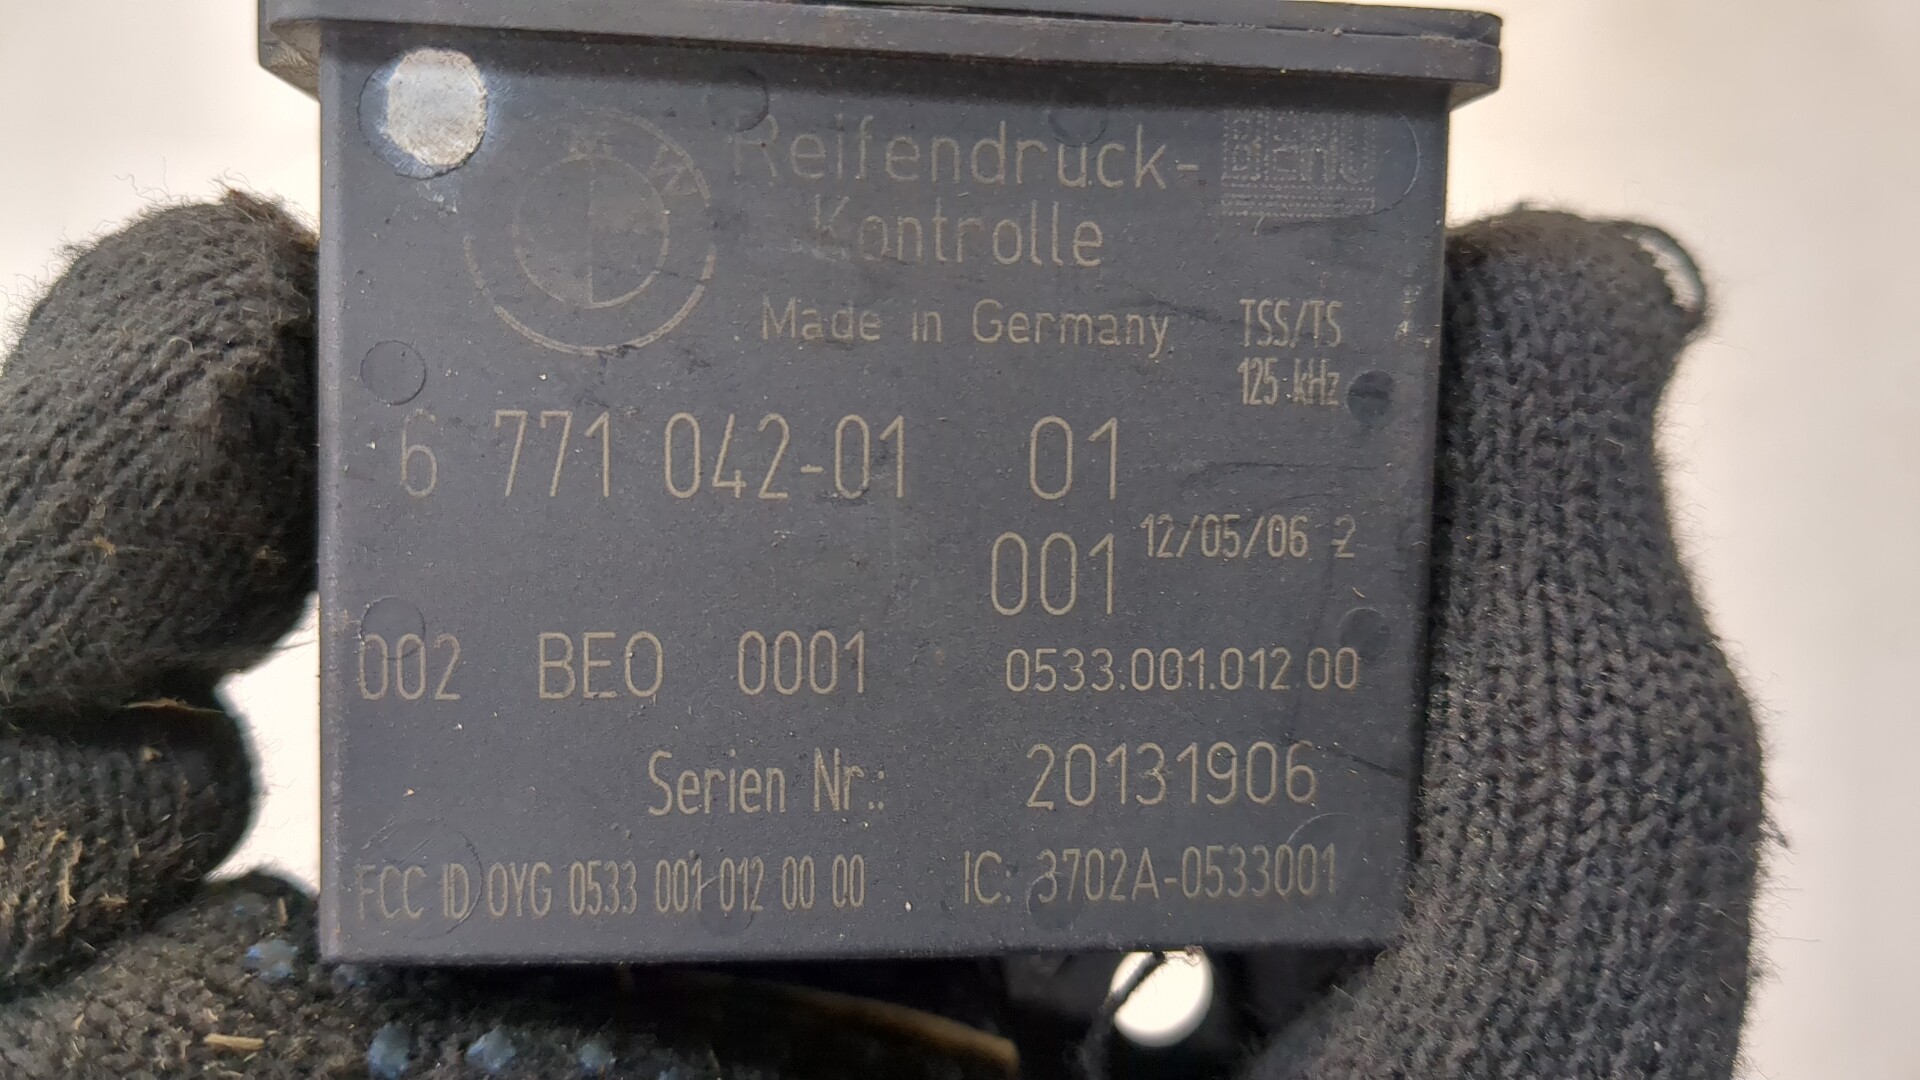 Reifendruck-
Kontrolle
Made in Germany
TSS/TS
125 kHz
6 771 042-01 01
001 12/05/06 2
002 BEO 0001 0533.001.012.00
Serien Nr.: 20131906
FCC ID OYG 0533 001 012 00 00 IC: 3702A-0533001